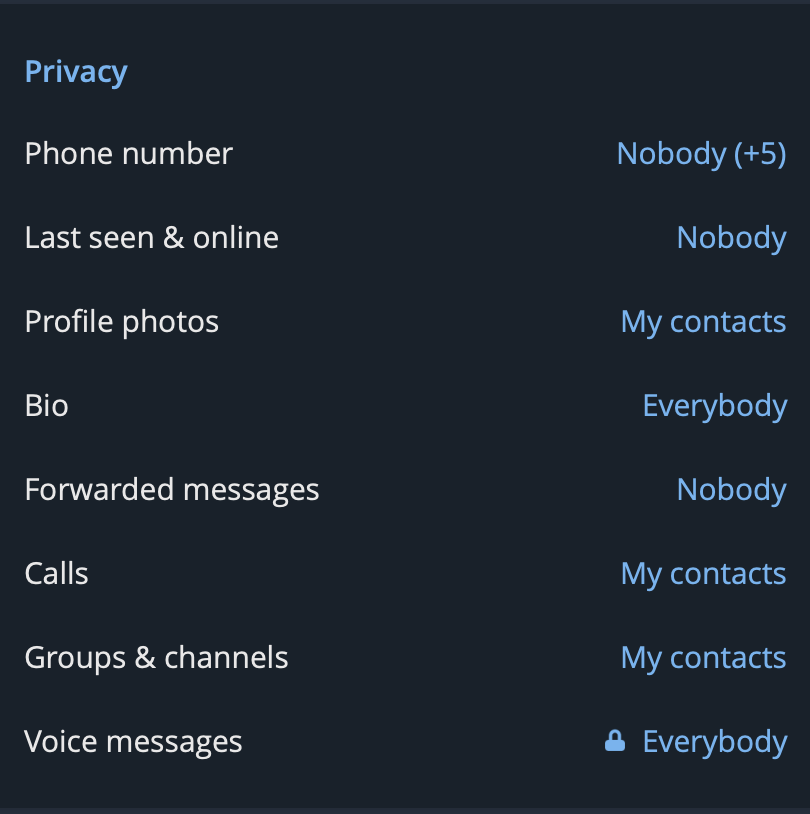 Privacy
Phone number Nobody (+5)
Last seen & online Nobody
Profile photos My contacts
Bio Everybody
Forwarded messages Nobody
Calls My contacts
Groups & channels My contacts
Voice messages Everybody